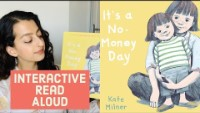 INTERACTIVE
READ
ALOUD
It's a
No-
Money
Day
Kate
Milner